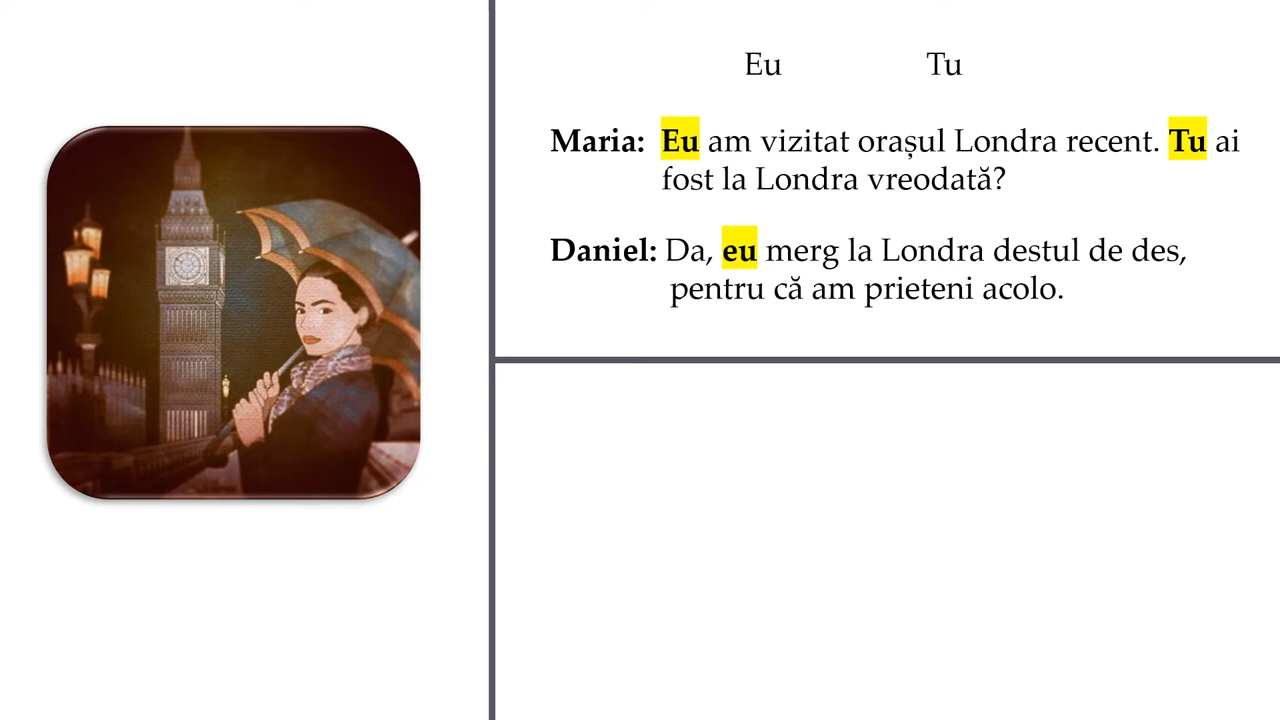 Eu Tu
Maria: Eu am vizitat orașul Londra recent. Tu ai
fost la Londra vreodată?
Daniel: Da, eu merg la Londra destul de des,
pentru că am prieteni acolo.